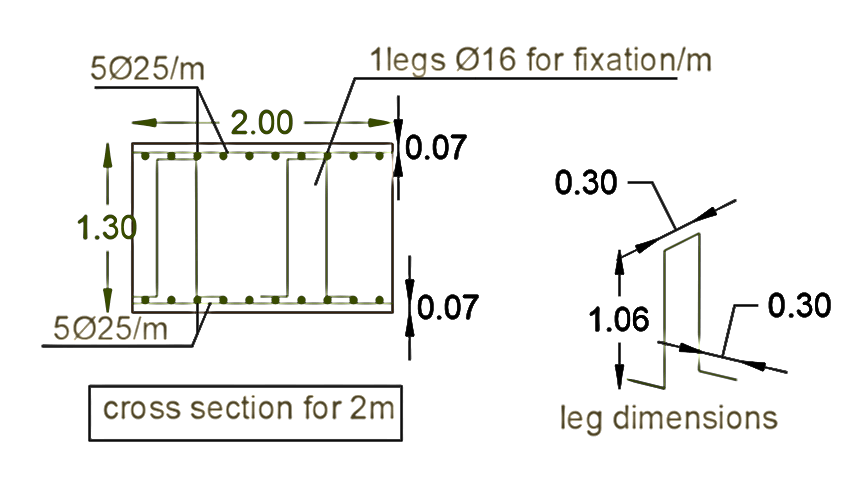 5Ø25/m
1legs Ø16 for fixation/m
2.00
0.07
1.30
0.07
5Ø25/m
cross section for 2m
0.30
1.06
0.30
leg dimensions